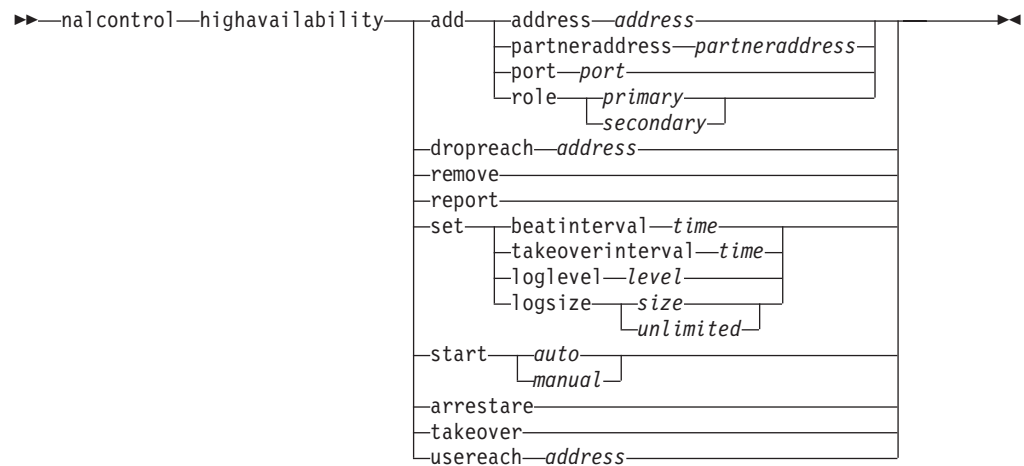 nalcontrol highavailability add address address
partneraddress partneraddress
port port
role primary
secondary
dropreach address
remove
report
set beatinterval time
takeoverinterval time
loglevel level
logsize size
unlimited
start auto
manual
arrestare
takeover
usereach address